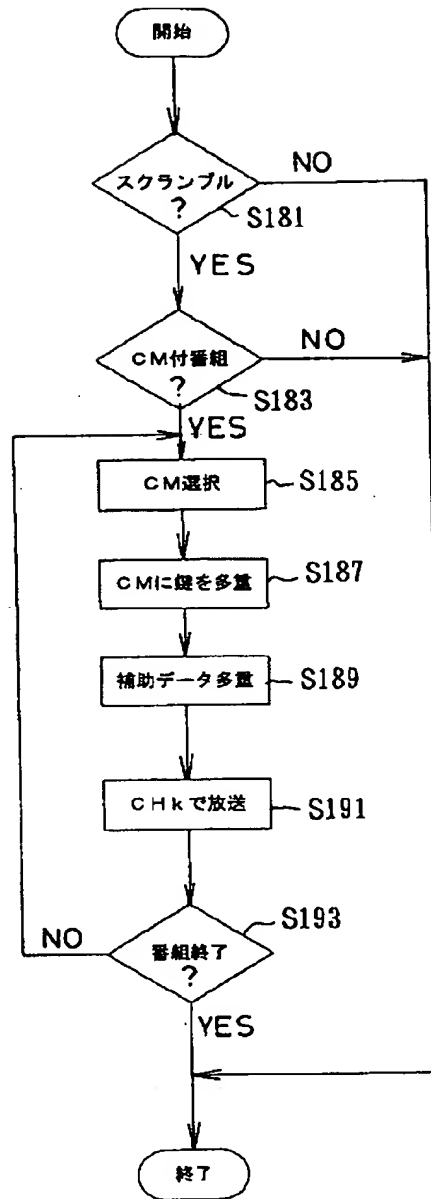 開始
スクランブル
?
NO
S181
YES
CM付番組
?
NO
S183
YES
CM選択
S185
CMに鍵を多重
S187
補助データ多重
S189
CHkで放送
S191
番組終了
?
S193
NO
YES
終了